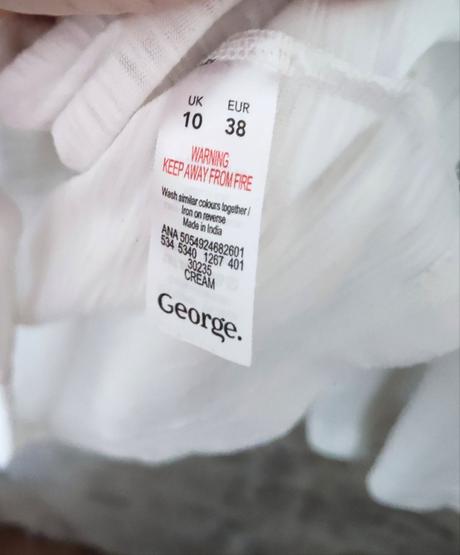 UK EUR
10 38
WARNING
KEEP AWAY FROM FIRE
Wash similar colours together /
Iron on reverse
Made in India
ANA 5054924682601
534 5340 1267 401
30235
CREAM
George.